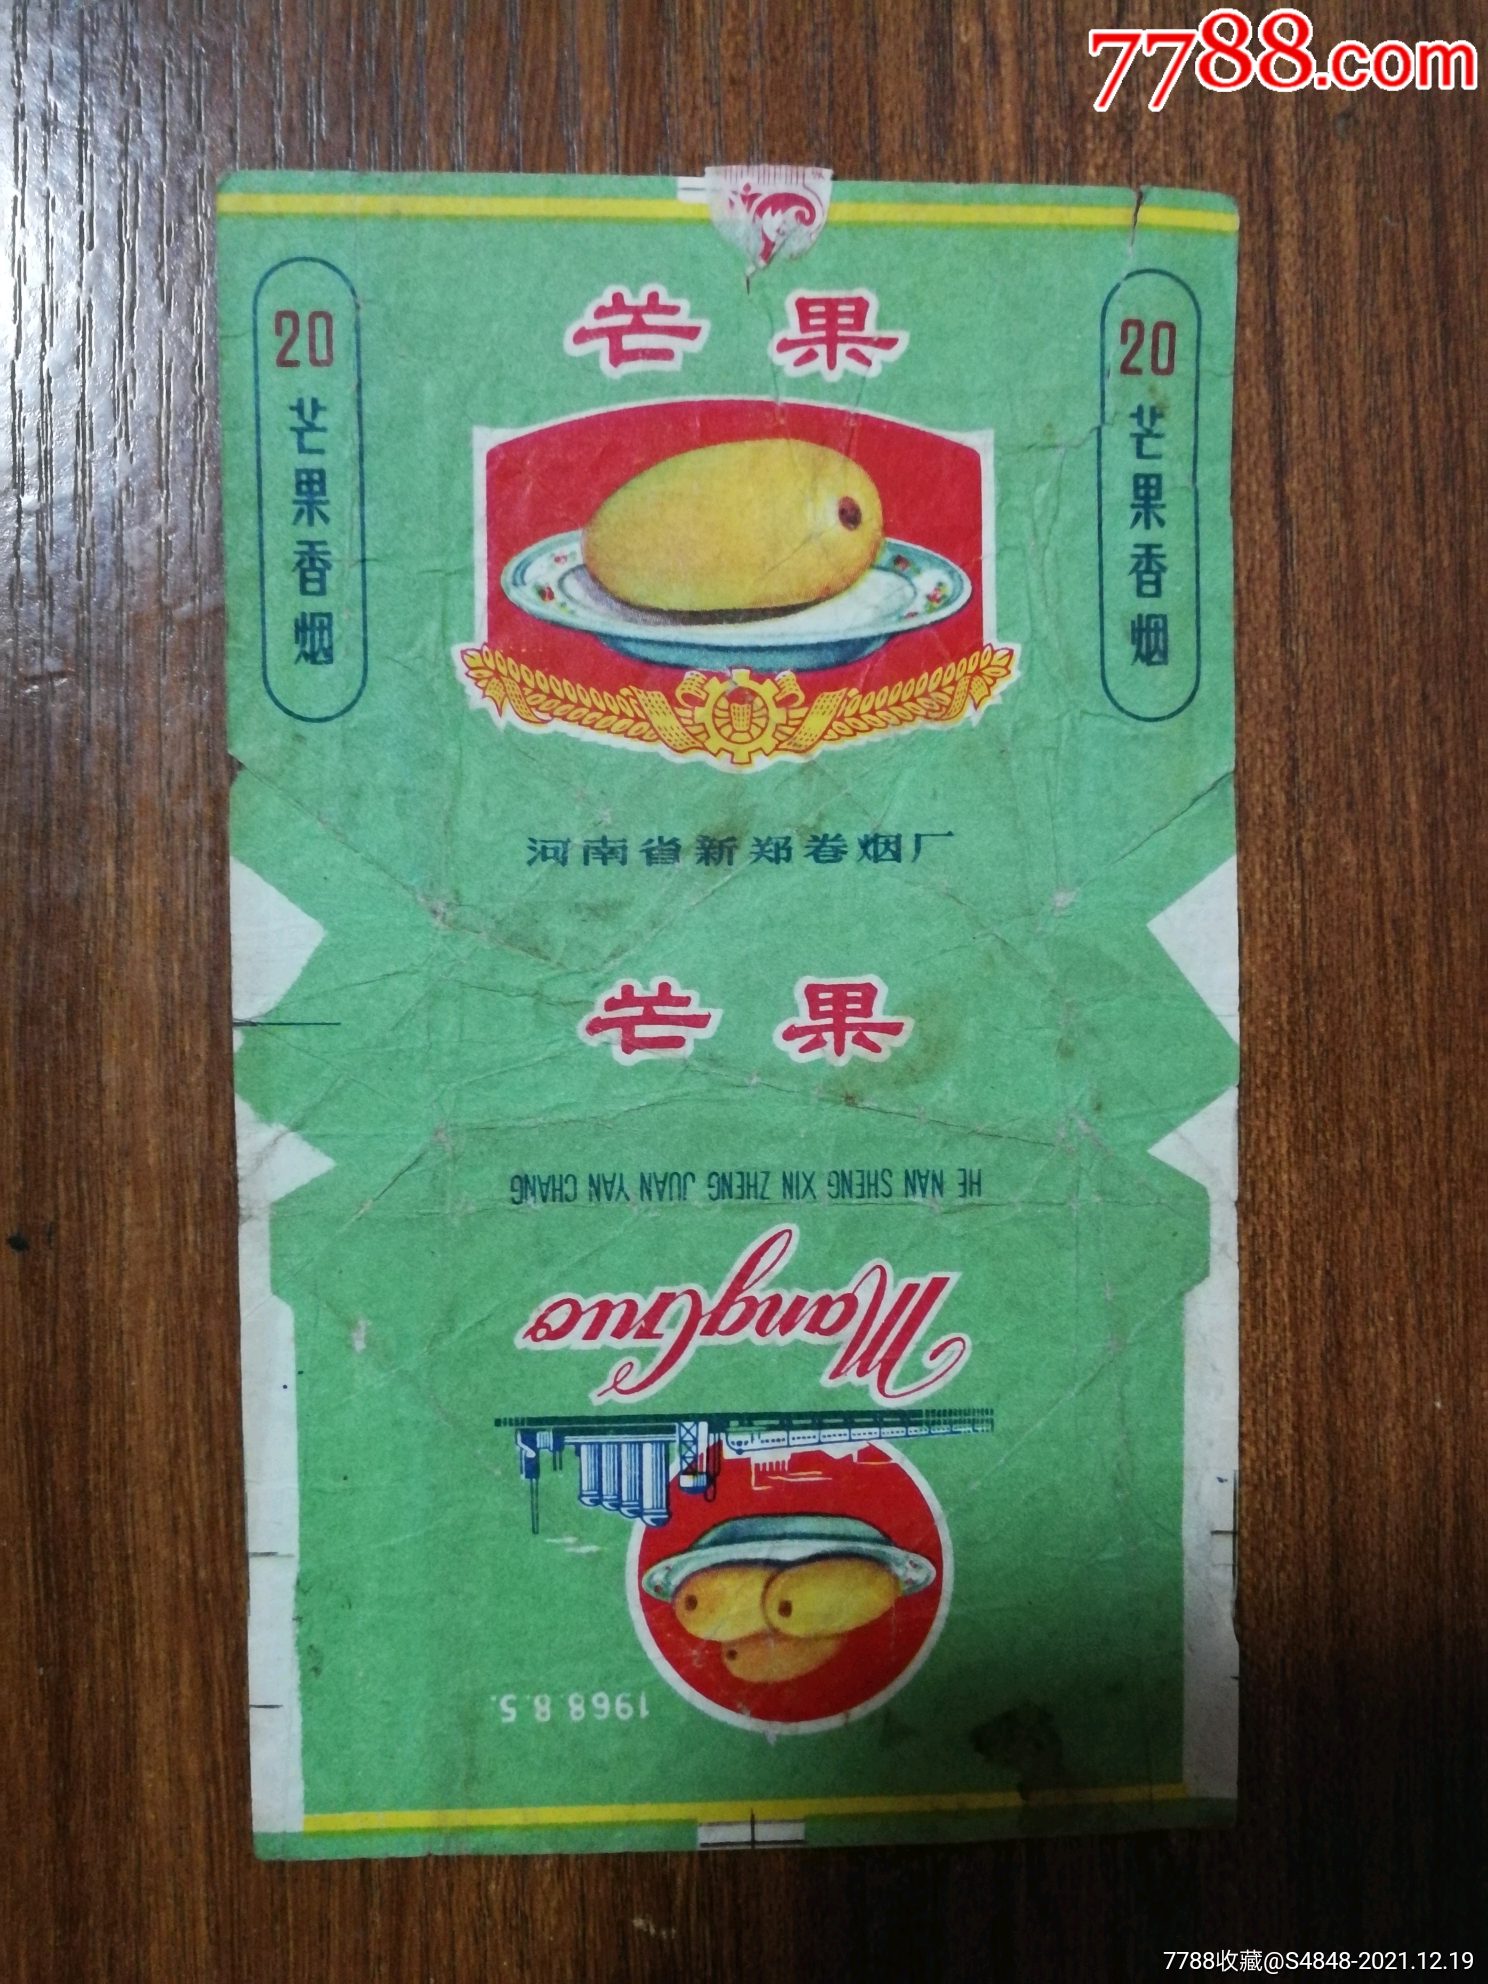 7788.com
芒果
20
芒果香烟
20
芒果香烟
河南省新郑卷烟厂
芒果
HE NAN SHENG XIN ZHENG JUAN YAN CHANG
MangGuo
1968.8.5.
7788收藏@S4848-2021.12.19